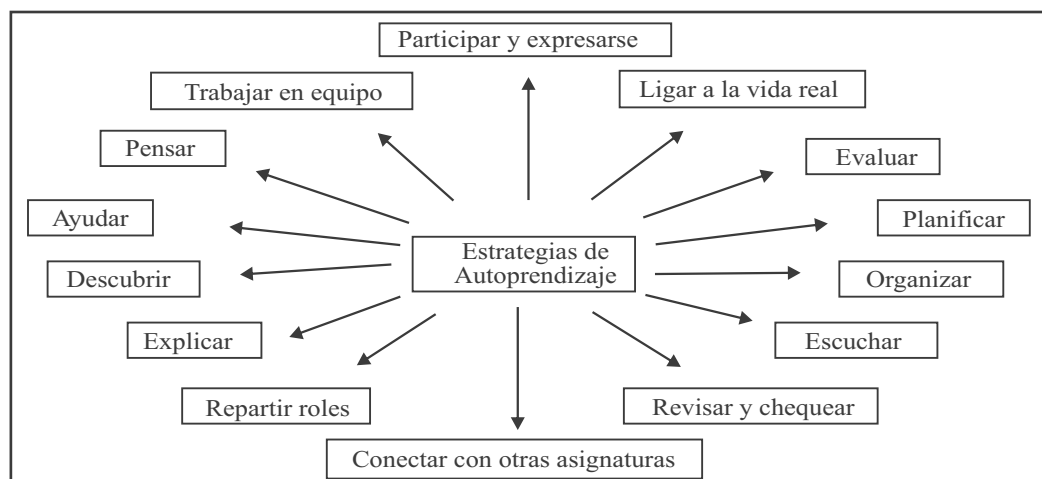 Participar y expresarse
Trabajar en equipo
Ligar a la vida real
Pensar
Evaluar
Ayudar
Planificar
Estrategias de
Autoprendizaje
Descubrir
Organizar
Explicar
Escuchar
Repartir roles
Revisar y chequear
Conectar con otras asignaturas